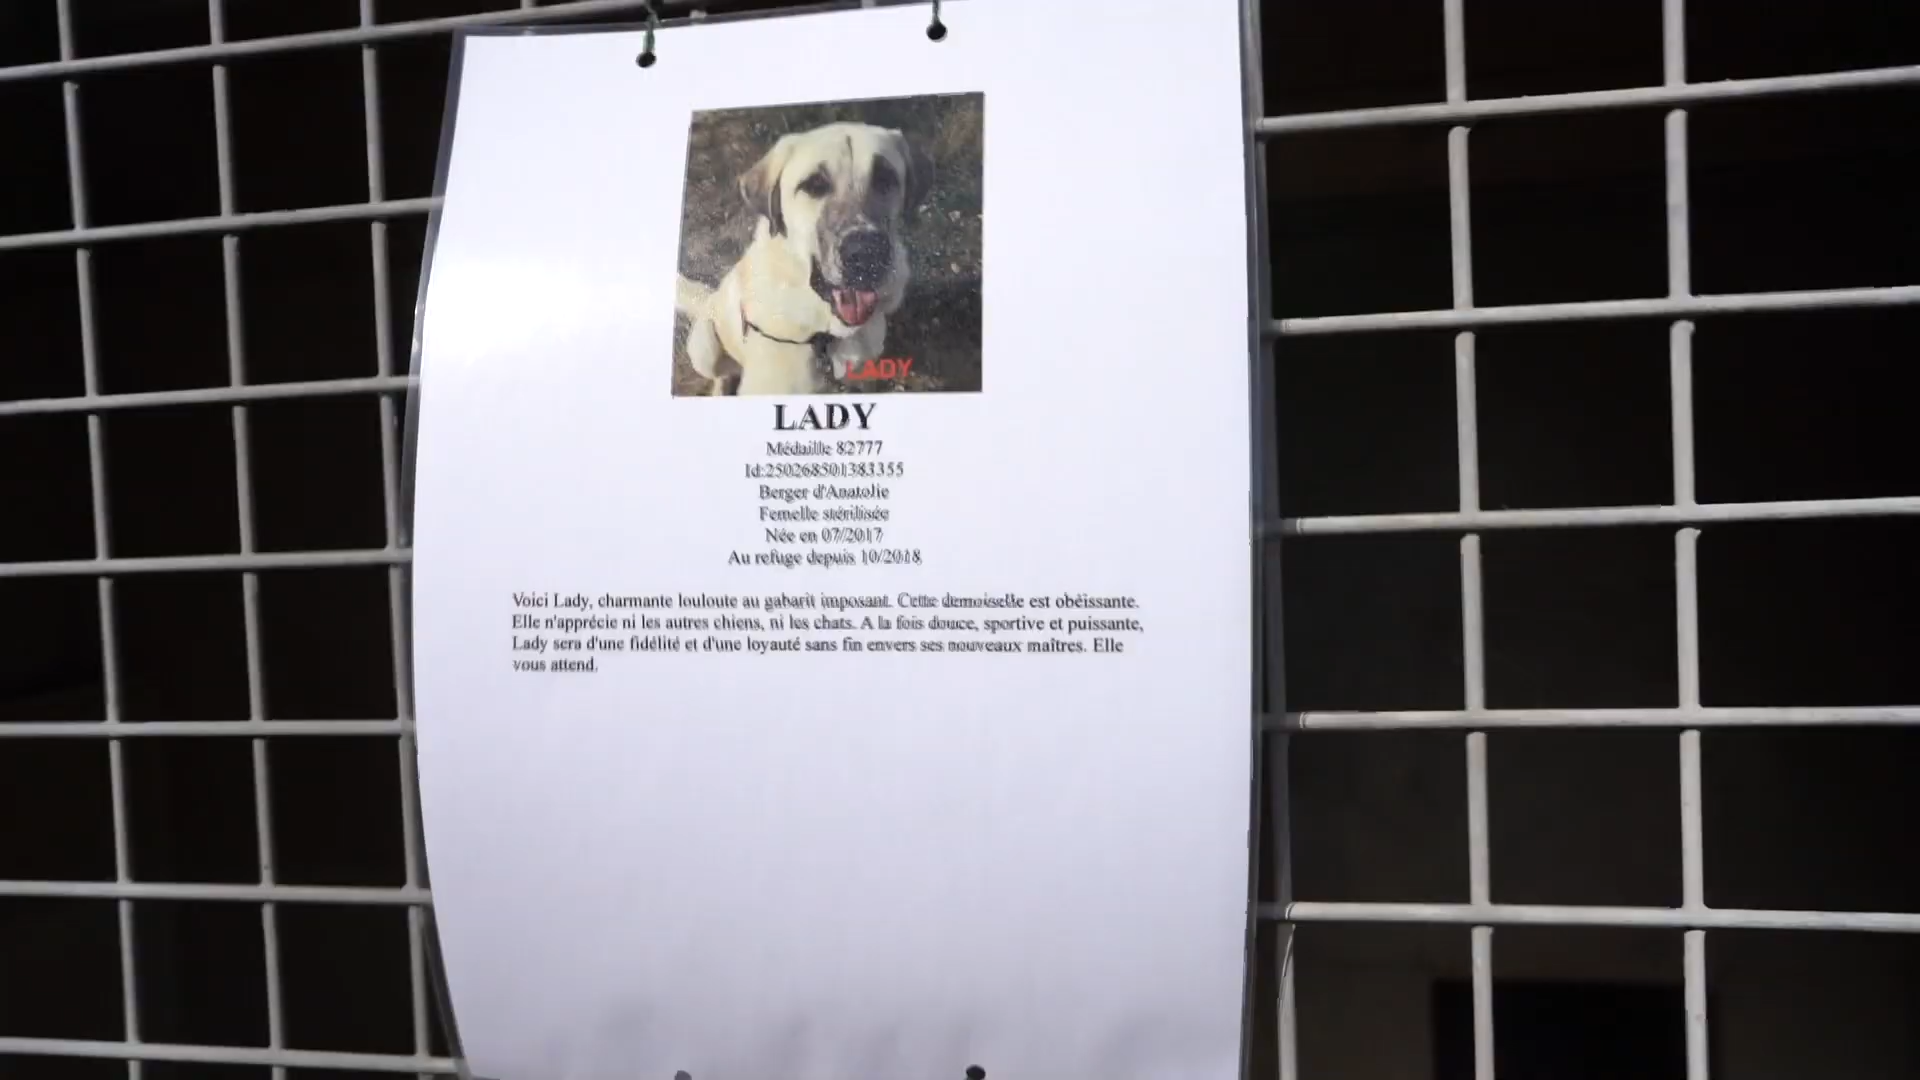 LADY
LADY
Médaille 82777
Id:250268501383355
Berger d'Anatolie
Femelle stérilisée
Née en 07/2017
Au refuge depuis 10/2018
Voici Lady, charmante louloute au gabarit imposant. Cette demoiselle est obéissante.
Elle n'apprécie ni les autres chiens, ni les chats. A la fois douce, sportive et puissante,
Lady sera d'une fidélité et d'une loyauté sans fin envers ses nouveaux maîtres. Elle
vous attend.